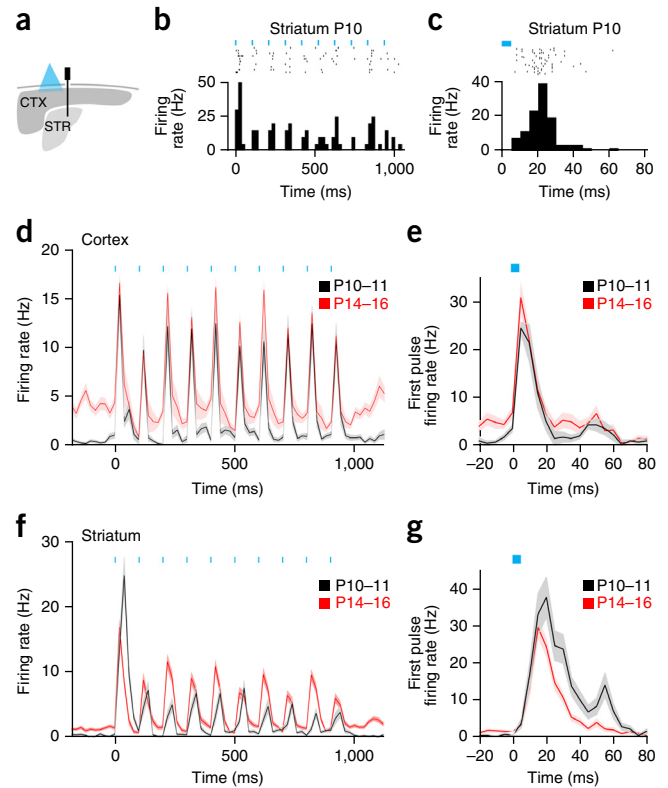 a
CTX
STR
b
Striatum P10
Firing
rate (Hz)
50
25
0
0
500
1,000
Time (ms)
c
Striatum P10
Firing
rate (Hz)
40
20
0
0
20
40
60
80
Time (ms)
d
Cortex
Firing rate (Hz)
20
15
10
5
0
P10–11
P14–16
0
500
1,000
Time (ms)
e
First pulse
firing rate (Hz)
30
20
10
0
P10–11
P14–16
–20
0
20
40
60
80
Time (ms)
f
Striatum
Firing rate (Hz)
30
20
10
0
P10–11
P14–16
0
500
1,000
Time (ms)
g
First pulse
firing rate (Hz)
40
30
20
10
0
P10–11
P14–16
–20
0
20
40
60
80
Time (ms)